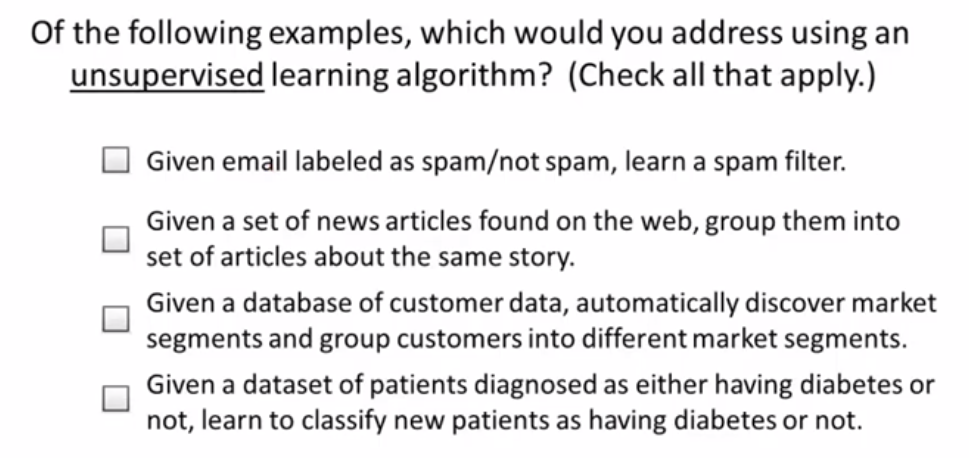 Of the following examples, which would you address using an
unsupervised learning algorithm? (Check all that apply.)
Given email labeled as spam/not spam, learn a spam filter.
Given a set of news articles found on the web, group them into
set of articles about the same story.
Given a database of customer data, automatically discover market
segments and group customers into different market segments.
Given a dataset of patients diagnosed as either having diabetes or
not, learn to classify new patients as having diabetes or not.